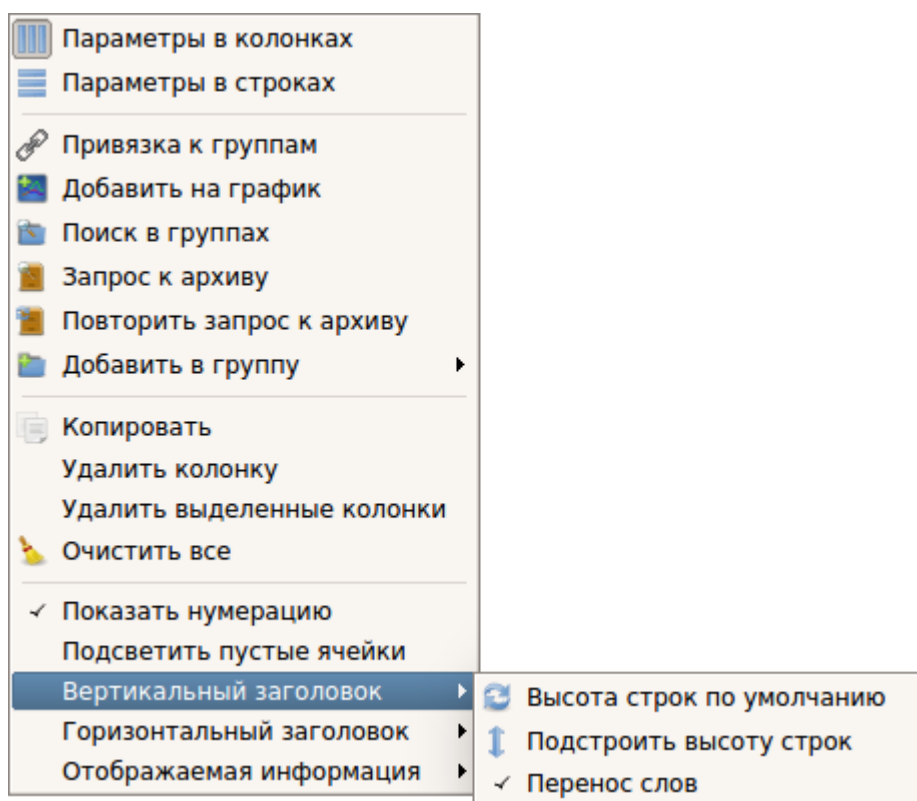 Параметры в колонках
Параметры в строках
Привязка к группам
Добавить на график
Поиск в группах
Запрос к архиву
Повторить запрос к архиву
Добавить в группу
Копировать
Удалить колонку
Удалить выделенные колонки
Очистить все
Показать нумерацию
Подсветить пустые ячейки
Вертикальный заголовок
Горизонтальный заголовок
Отображаемая информация
Высота строк по умолчанию
Подстроить высоту строк
Перенос слов